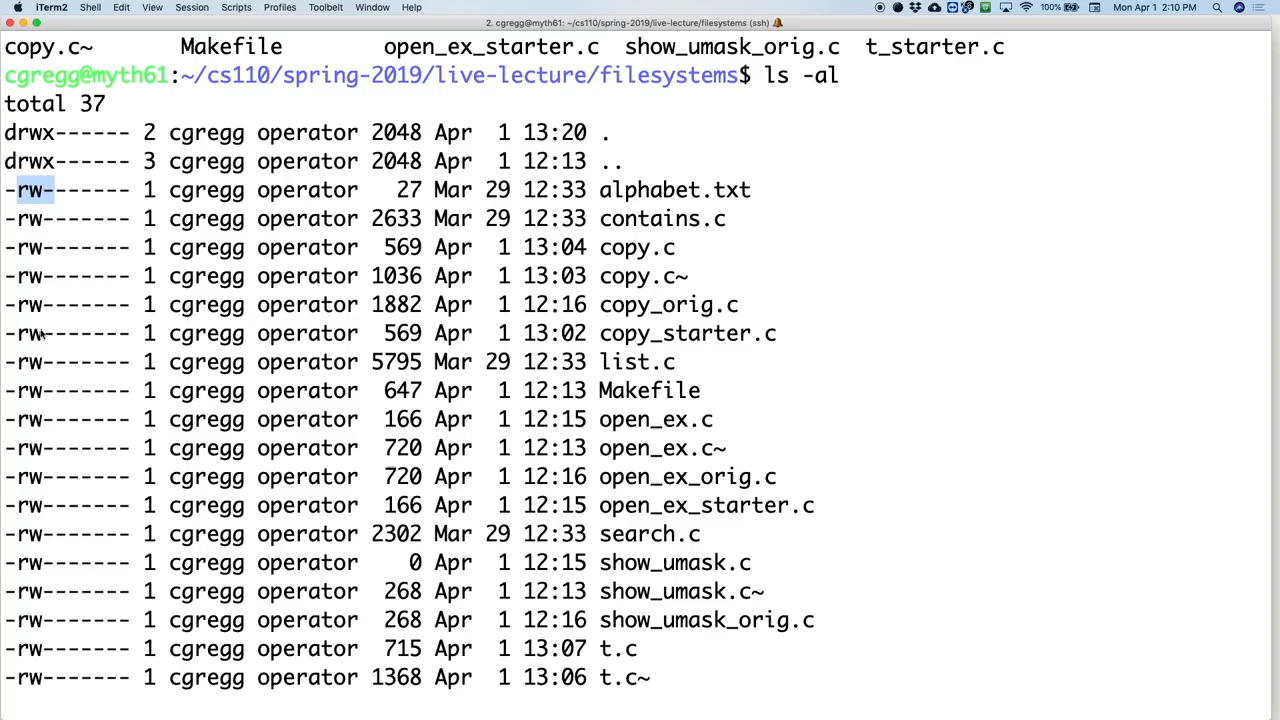 iTerm2 Shell Edit View Session Scripts Profiles Toolbelt Window Help 100% Mon Apr 1 2:10 PM
2. cgregg@myth61: ~/cs110/spring-2019/live-lecture/filesystems (ssh)
copy.c~ Makefile open_ex_starter.c show_umask_orig.c t_starter.c
cgregg@myth61:~/cs110/spring-2019/live-lecture/filesystems$ ls -al
total 37
drwx------ 2 cgregg operator 2048 Apr 1 13:20 .
drwx------ 3 cgregg operator 2048 Apr 1 12:13 ..
-rw------- 1 cgregg operator 27 Mar 29 12:33 alphabet.txt
-rw------- 1 cgregg operator 2633 Mar 29 12:33 contains.c
-rw------- 1 cgregg operator 569 Apr 1 13:04 copy.c
-rw------- 1 cgregg operator 1036 Apr 1 13:03 copy.c~
-rw------- 1 cgregg operator 1882 Apr 1 12:16 copy_orig.c
-rw------- 1 cgregg operator 569 Apr 1 13:02 copy_starter.c
-rw------- 1 cgregg operator 5795 Mar 29 12:33 list.c
-rw------- 1 cgregg operator 647 Apr 1 12:13 Makefile
-rw------- 1 cgregg operator 166 Apr 1 12:15 open_ex.c
-rw------- 1 cgregg operator 720 Apr 1 12:13 open_ex.c~
-rw------- 1 cgregg operator 720 Apr 1 12:16 open_ex_orig.c
-rw------- 1 cgregg operator 166 Apr 1 12:15 open_ex_starter.c
-rw------- 1 cgregg operator 2302 Mar 29 12:33 search.c
-rw------- 1 cgregg operator 0 Apr 1 12:15 show_umask.c
-rw------- 1 cgregg operator 268 Apr 1 12:13 show_umask.c~
-rw------- 1 cgregg operator 268 Apr 1 12:16 show_umask_orig.c
-rw------- 1 cgregg operator 715 Apr 1 13:07 t.c
-rw------- 1 cgregg operator 1368 Apr 1 13:06 t.c~